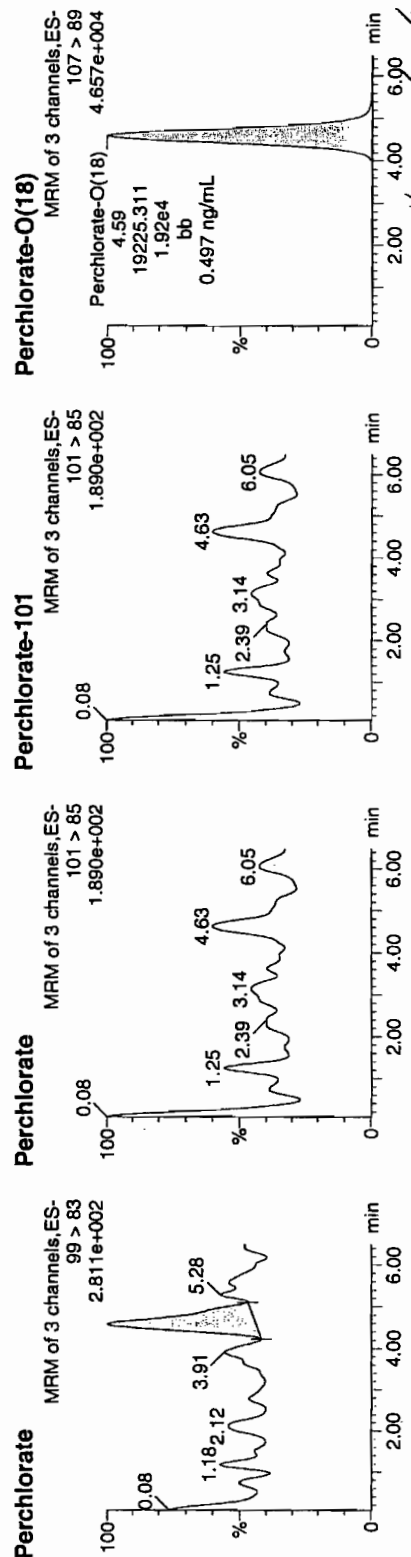 Perchlorate
MRM of 3 channels,ES-
99 > 83
2.811e+002
100
%
0
0.08
1.18
2.12
3.91
5.28
2.00
4.00
6.00
min
Perchlorate
MRM of 3 channels,ES-
101 > 85
1.890e+002
100
%
0
0.08
1.25
2.39
3.14
4.63
6.05
2.00
4.00
6.00
min
Perchlorate-101
MRM of 3 channels,ES-
101 > 85
1.890e+002
100
%
0
0.08
1.25
2.39
3.14
4.63
6.05
2.00
4.00
6.00
min
Perchlorate-O(18)
MRM of 3 channels,ES-
107 > 89
4.657e+004
100
%
0
Perchlorate-O(18)
4.59
19225.311
1.92e4
bb
0.497 ng/mL
2.00
4.00
6.00
min